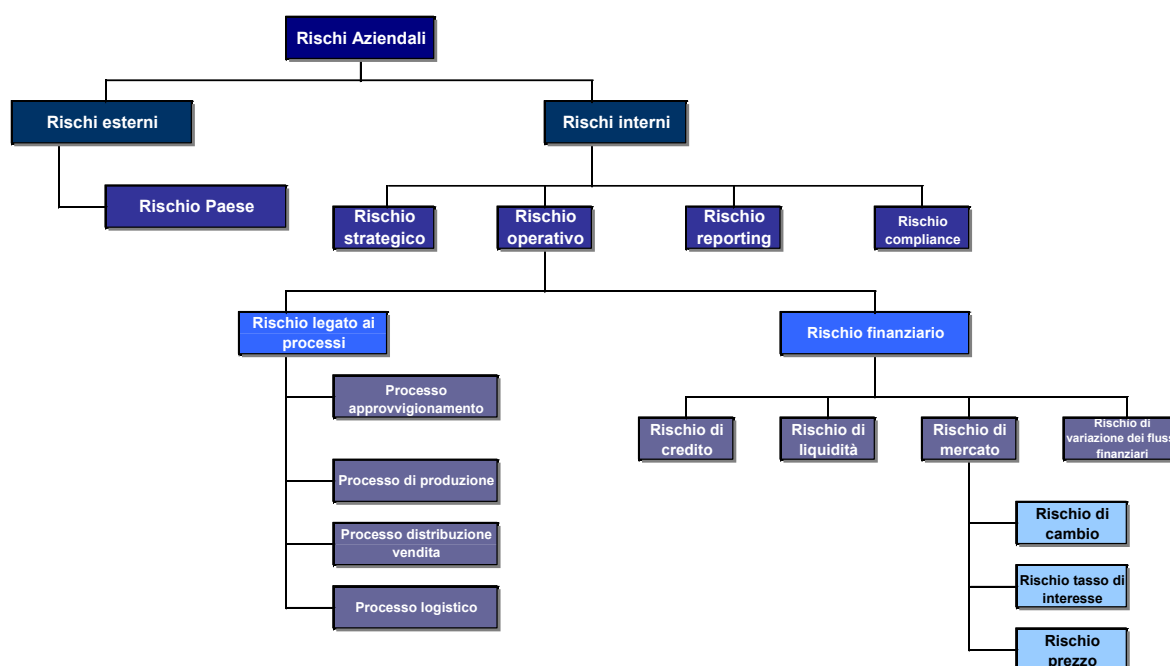 Rischi Aziendali
Rischi esterni
Rischi interni
Rischio Paese
Rischio
strategico
Rischio
operativo
Rischio
reporting
Rischio
compliance
Rischio legato ai
processi
Rischio finanziario
Processo
approvvigionamento
Processo di produzione
Processo distribuzione
vendita
Processo logistico
Rischio di
credito
Rischio di
liquidità
Rischio di
mercato
Rischio di
variazione dei fluss
finanziari
Rischio di
cambio
Rischio tasso di
interesse
Rischio
prezzo